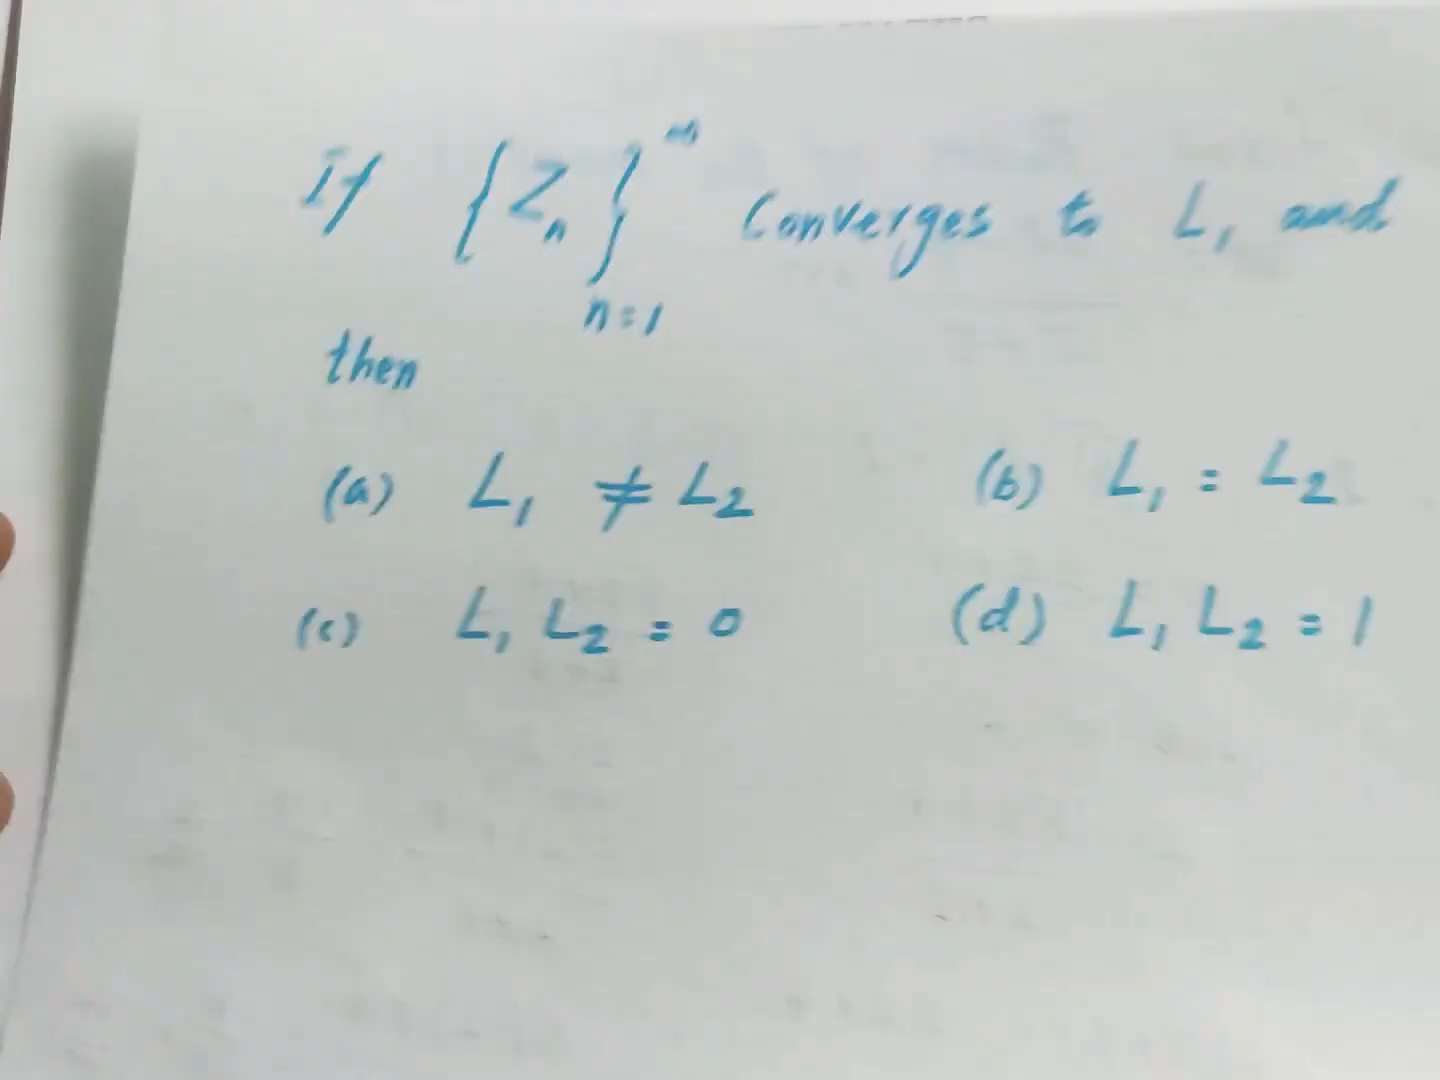 If {Zₙ}^∞ Converges to L₁ and
n=1
then
(a) L₁ ≠ L₂ (b) L₁ = L₂
(c) L₁ L₂ = 0 (d) L₁ L₂ = 1